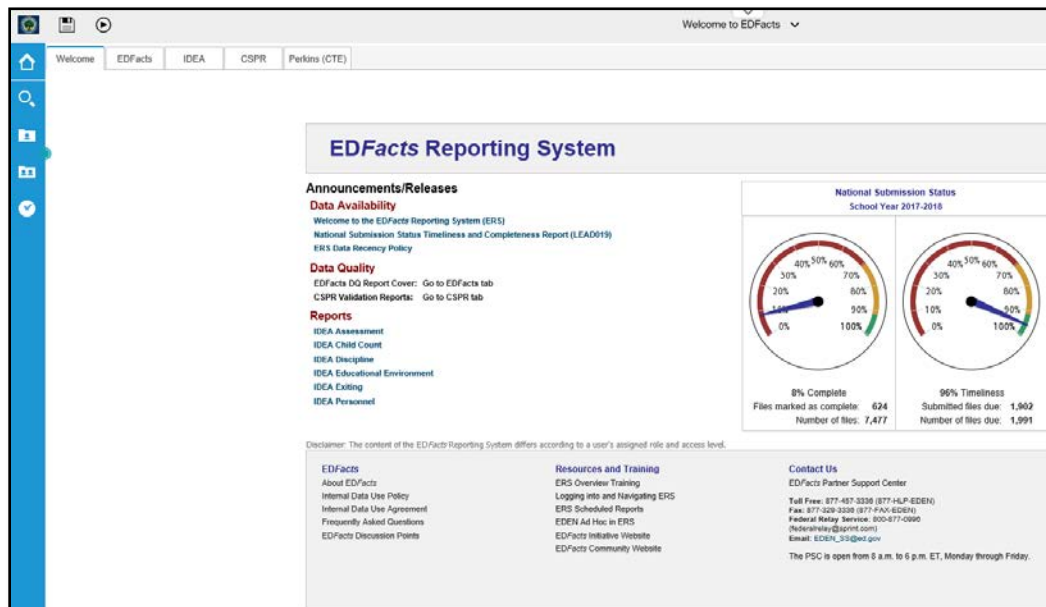 Welcome to EDFacts
Welcome EDFacts IDEA CSPR Perkins (CTE)
EDFacts Reporting System
Announcements/Releases
Data Availability
Welcome to the EDFacts Reporting System (ERS)
National Submission Status Timeliness and Completeness Report (LEAD019)
ERS Data Recency Policy
Data Quality
EDFacts DQ Report Cover: Go to EDFacts tab
CSPR Validation Reports: Go to CSPR tab
Reports
IDEA Assessment
IDEA Child Count
IDEA Discipline
IDEA Educational Environment
IDEA Exiting
IDEA Personnel
National Submission Status
School Year 2017-2018
0% 10% 20% 30% 40% 50% 60% 70% 80% 90% 100%
8% Complete
Files marked as complete: 624
Number of files: 7,477
0% 10% 20% 30% 40% 50% 60% 70% 80% 90% 100%
96% Timeliness
Submitted files due: 1,902
Number of files due: 1,991
Disclaimer: The content of the EDFacts Reporting System differs according to a user's assigned role and access level.
EDFacts
About EDFacts
Internal Data Use Policy
Internal Data Use Agreement
Frequently Asked Questions
EDFacts Discussion Points
Resources and Training
ERS Overview Training
Logging into and Navigating ERS
ERS Scheduled Reports
EDEN Ad Hoc in ERS
EDFacts Initiative Website
EDFacts Community Website
Contact Us
EDFacts Partner Support Center
Toll Free: 877-457-3336 (877-HLP-EDEN)
Fax: 877-329-3336 (877-FAX-EDEN)
Federal Relay Service: 800-877-0996
(federalrelay@sprint.com)
Email: EDEN_SS@ed.gov
The PSC is open from 8 a.m. to 6 p.m. ET, Monday through Friday.